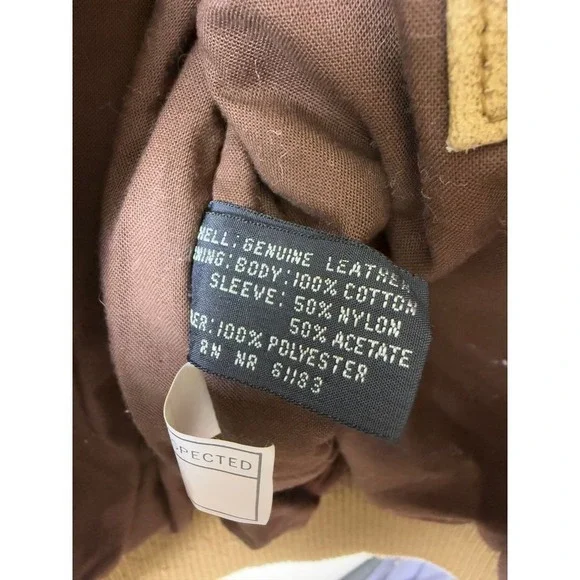 HELL: GENUINE LEATHER
NING: BODY: 100% COTTON
SLEEVE: 50% NYLON
50% ACETATE
ER: 100% POLYESTER
RN NR 61183
PECTED